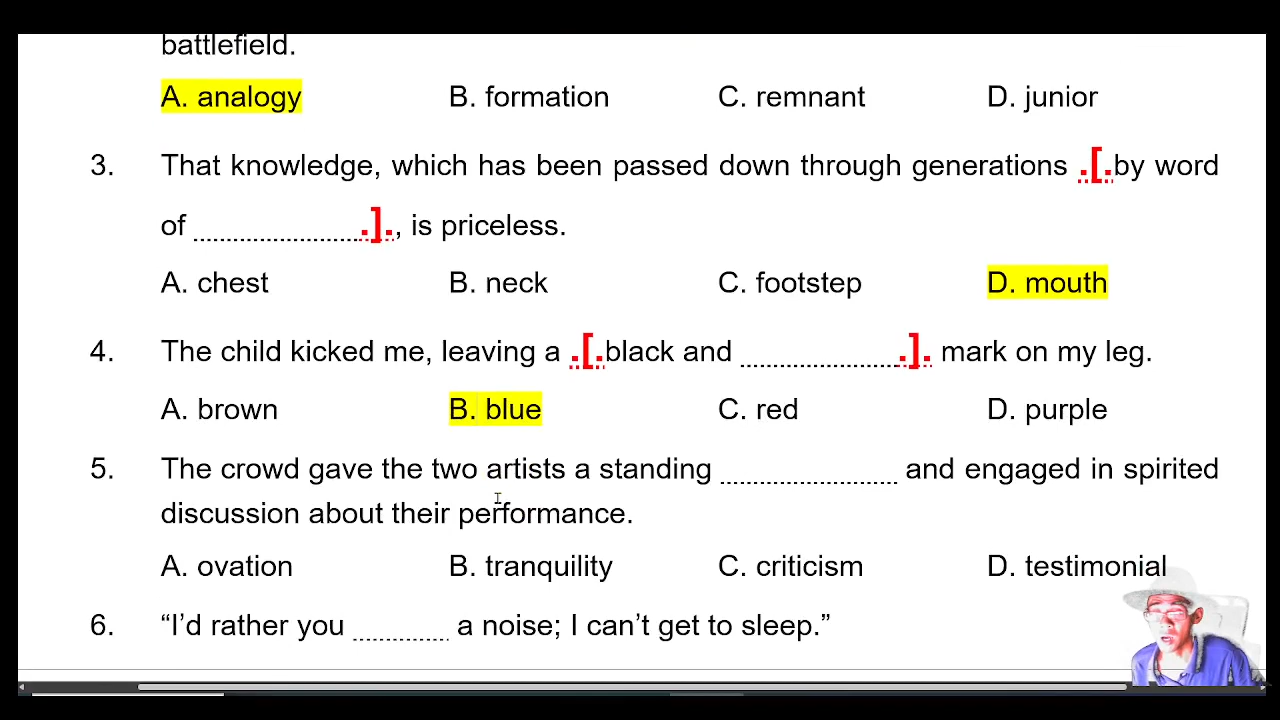 battlefield.
A. analogy B. formation C. remnant D. junior
3. That knowledge, which has been passed down through generations .[.by word
of ....................].., is priceless.
A. chest B. neck C. footstep D. mouth
4. The child kicked me, leaving a .[.black and ....................]. mark on my leg.
A. brown B. blue C. red D. purple
5. The crowd gave the two artists a standing .................... and engaged in spirited
discussion about their performance.
A. ovation B. tranquility C. criticism D. testimonial
6. “I’d rather you ............ a noise; I can’t get to sleep.”